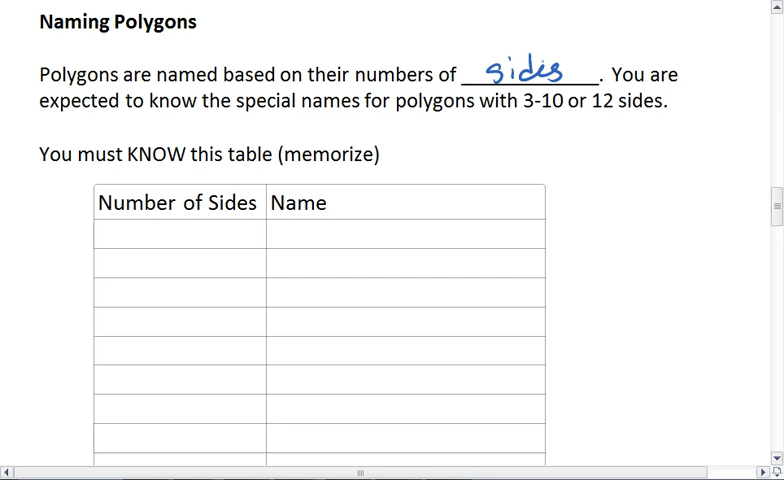 Naming Polygons
Polygons are named based on their numbers of sides. You are
expected to know the special names for polygons with 3-10 or 12 sides.
You must KNOW this table (memorize)
Number of Sides Name